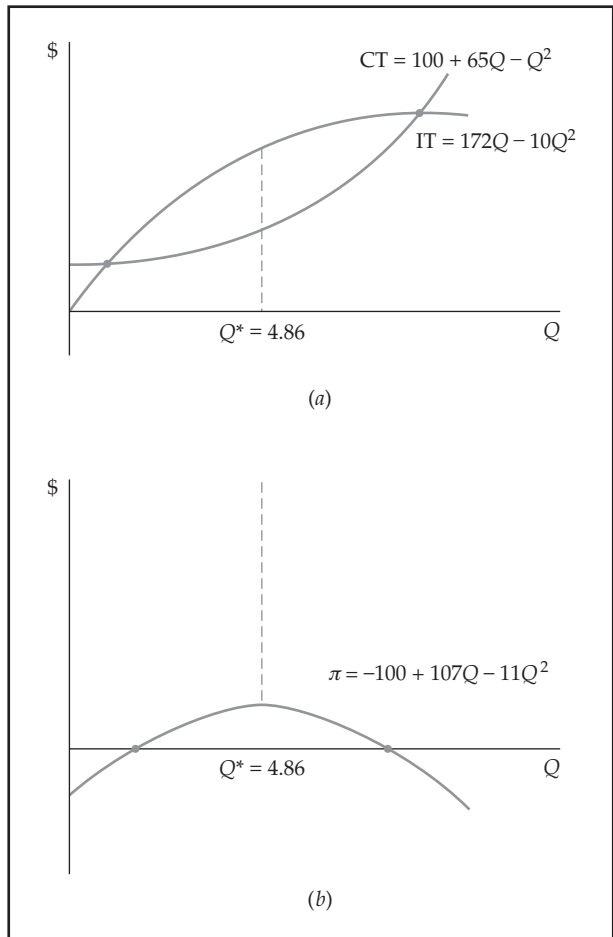 $
CT = 100 + 65Q – Q²
IT = 172Q – 10Q²
Q* = 4.86
Q
(a)
$
π = –100 + 107Q – 11Q²
Q* = 4.86
Q
(b)